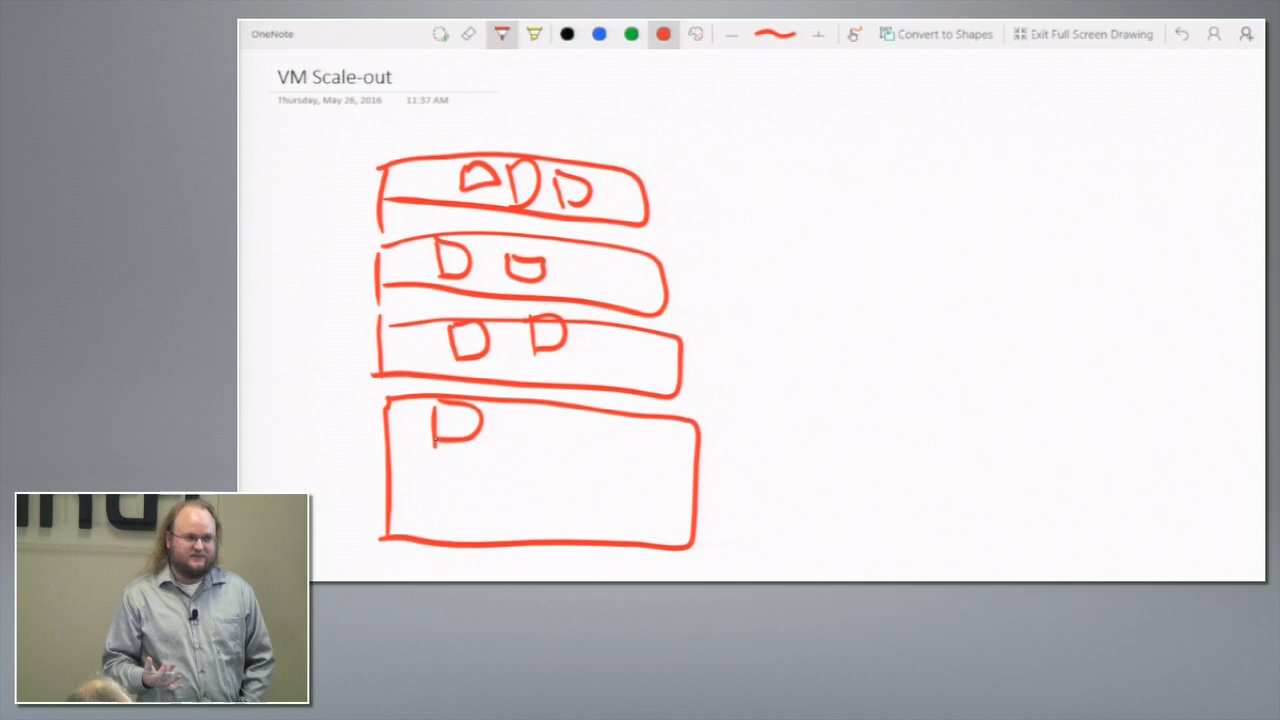 OneNote
Convert to Shapes
Exit Full Screen Drawing
VM Scale-out
Thursday, May 26, 2016 11:37 AM